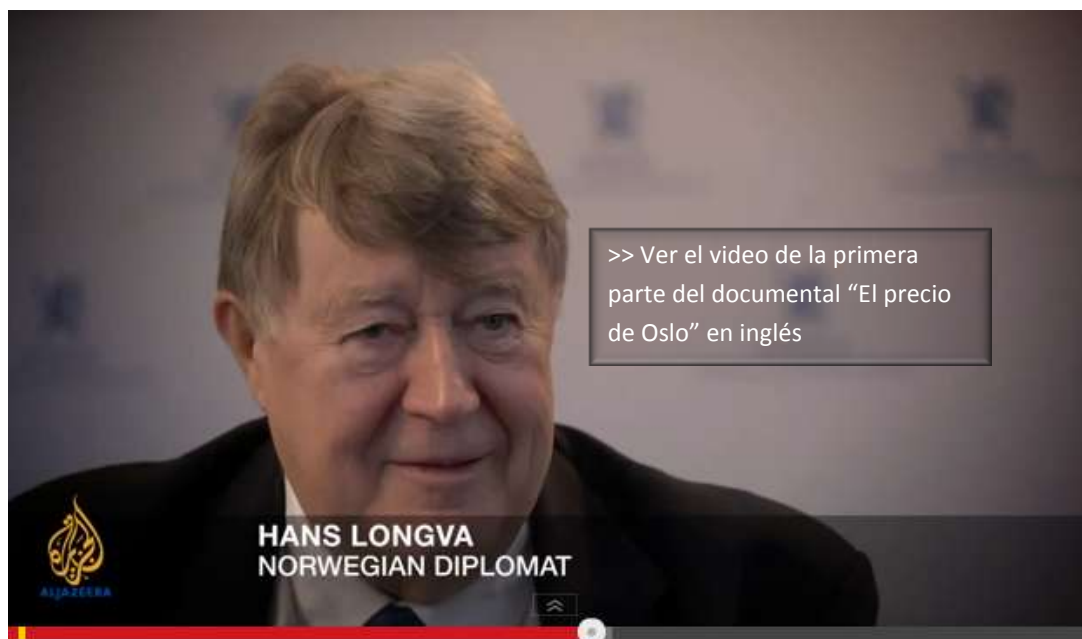 >> Ver el video de la primera
parte del documental “El precio
de Oslo” en inglés
HANS LONGVA
NORWEGIAN DIPLOMAT
الجزيرة
ALJAZEERA